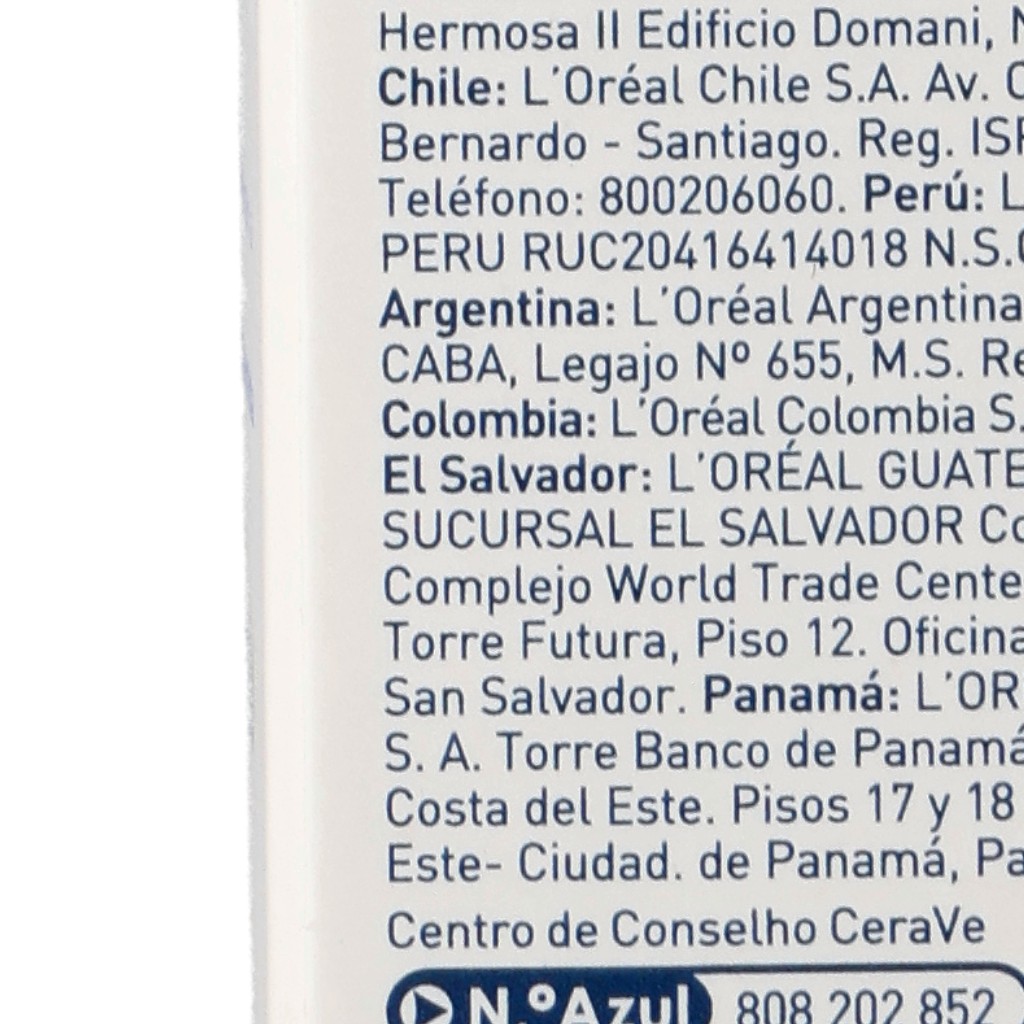 Hermosa II Edificio Domani,
Chile: L'Oréal Chile S.A. Av.
Bernardo - Santiago. Reg.
Teléfono: 800206060. Perú:
PERU RUC20416414018
Argentina: L'Oréal Argentina
CABA, Legajo Nº 655, M.S.
Colombia: L'Oréal Colombia
El Salvador: L'ORÉAL
SUCURSAL EL SALVADOR
Complejo World Trade
Torre Futura, Piso 12.
San Salvador. Panamá:
S. A. Torre Banco de Panamá
Costa del Este. Pisos 17 y 18
Este- Ciudad. de Panamá,
Centro de Conselho CeraVe
N.ºAzul 808 202 852